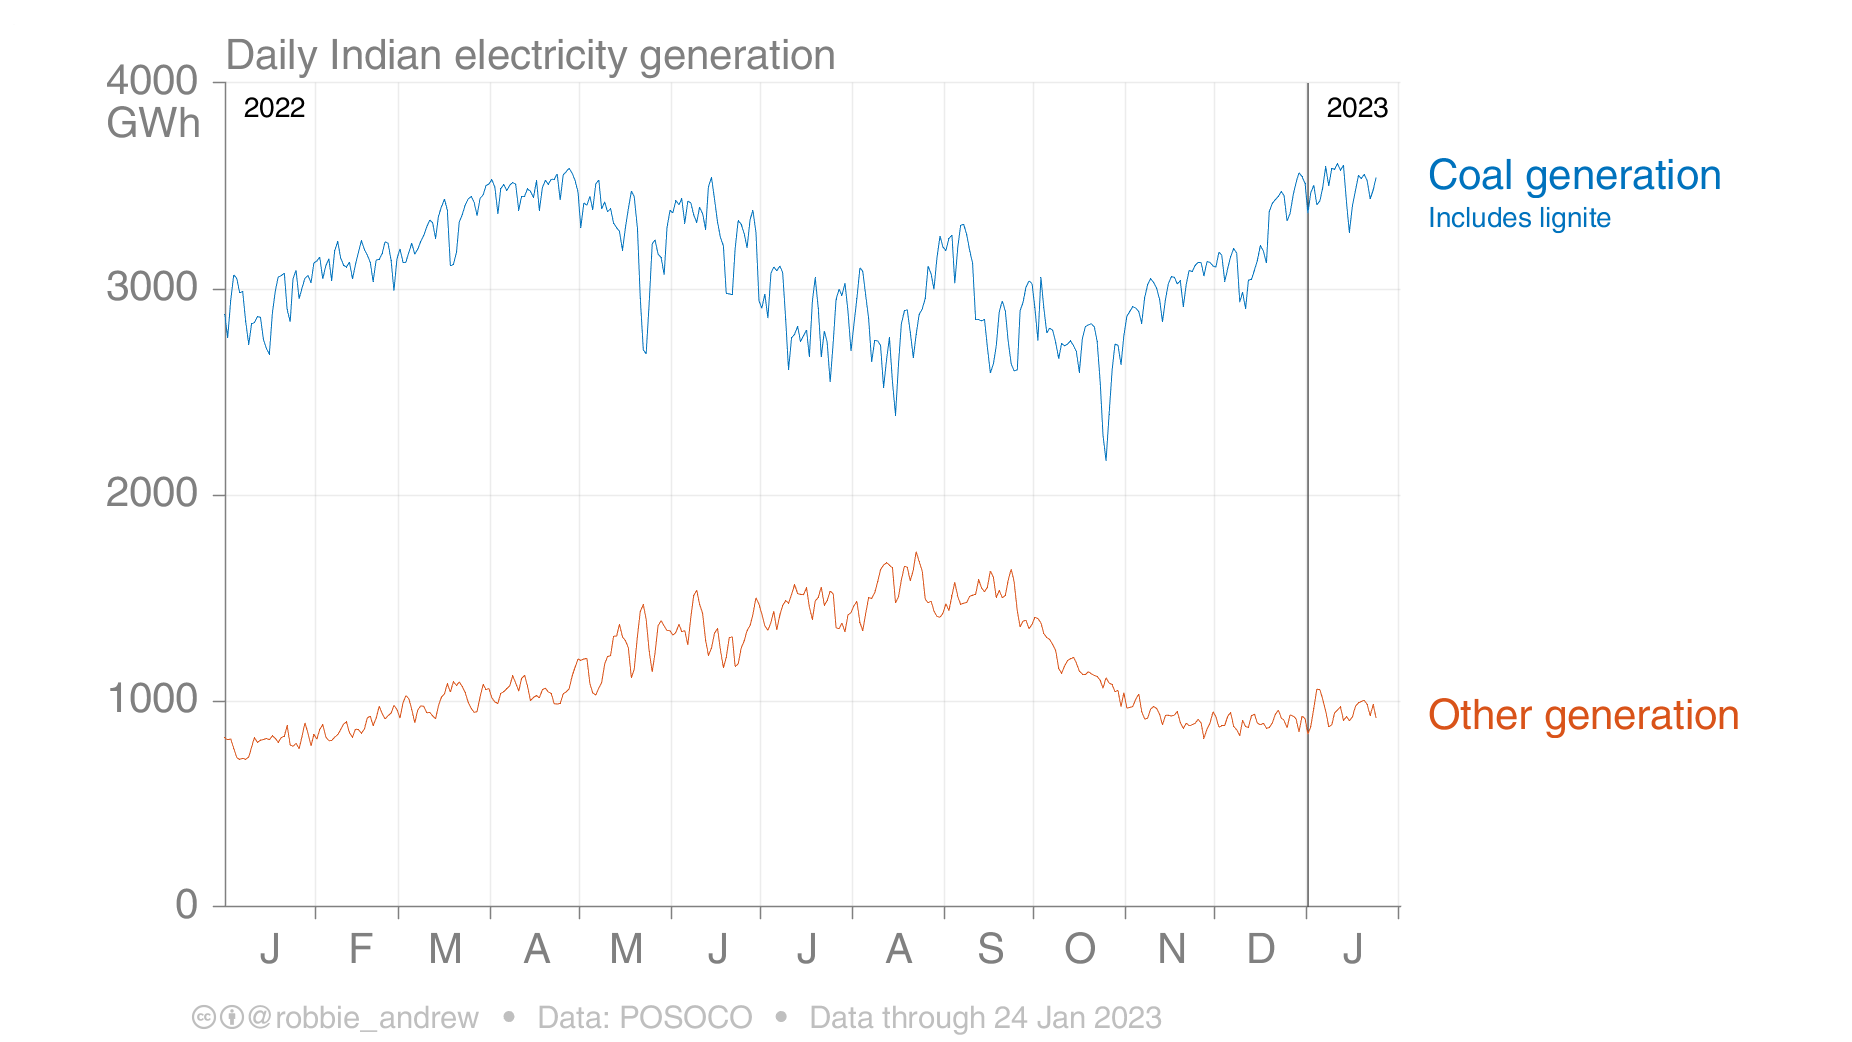 Daily Indian electricity generation
4000
GWh
2022
2023
Coal generation
Includes lignite
3000
2000
1000
Other generation
0
J F M A M J J A S O N D J
@robbie_andrew • Data: POSOCO • Data through 24 Jan 2023